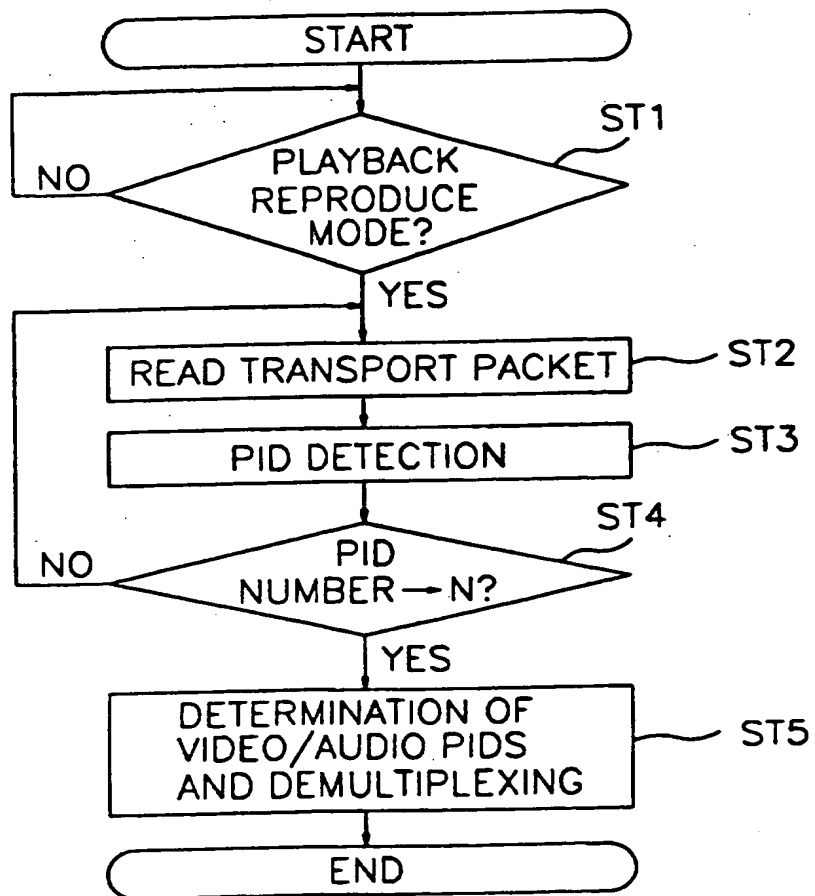 START
ST1
PLAYBACK
REPRODUCE
MODE?
NO
YES
READ TRANSPORT PACKET
ST2
PID DETECTION
ST3
ST4
PID
NUMBER → N?
NO
YES
DETERMINATION OF
VIDEO/AUDIO PIDS
AND DEMULTIPLEXING
ST5
END